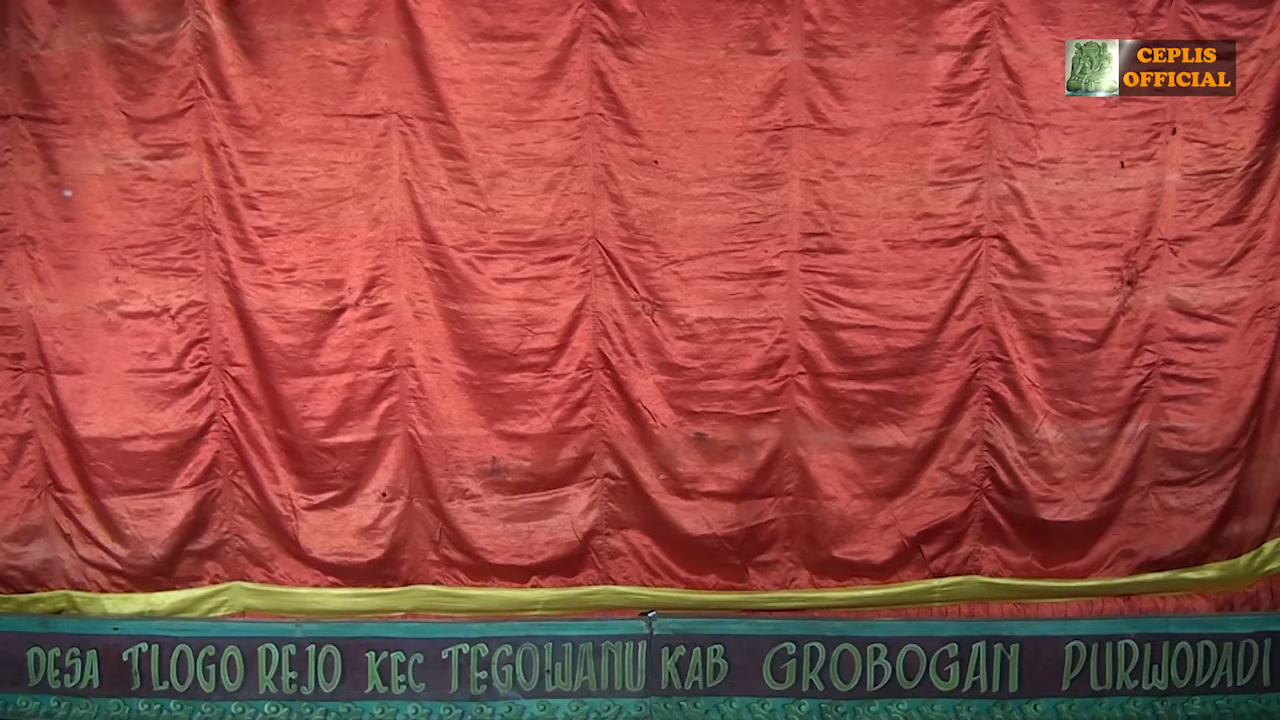 CEPLIS
OFFICIAL
DESA TLOGO REJO KEC TEGOWANU KAB GROBOGAN PURWODADI